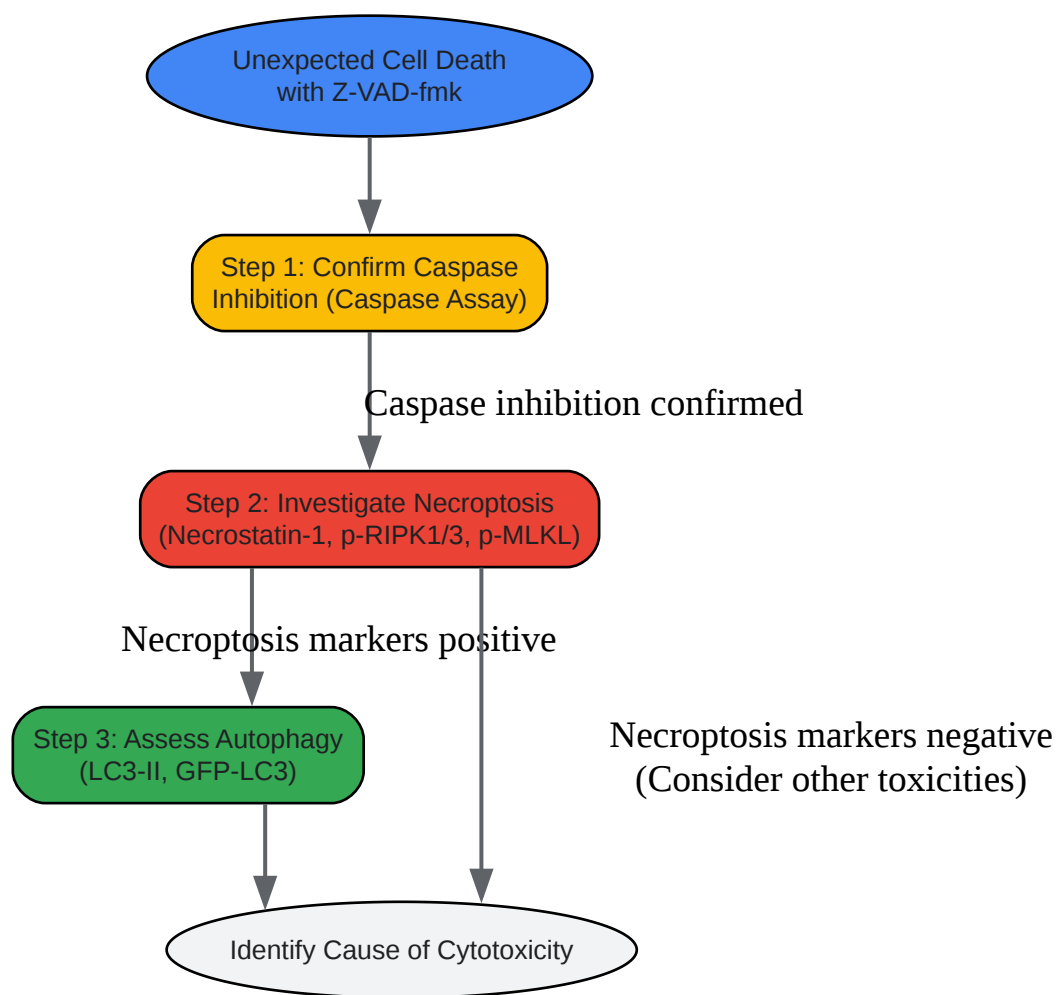 Unexpected Cell Death
with Z-VAD-fmk
Step 1: Confirm Caspase
Inhibition (Caspase Assay)
Caspase inhibition confirmed
Step 2: Investigate Necroptosis
(Necrostatin-1, p-RIPK1/3, p-MLKL)
Necroptosis markers positive
Step 3: Assess Autophagy
(LC3-II, GFP-LC3)
Necroptosis markers negative
(Consider other toxicities)
Identify Cause of Cytotoxicity